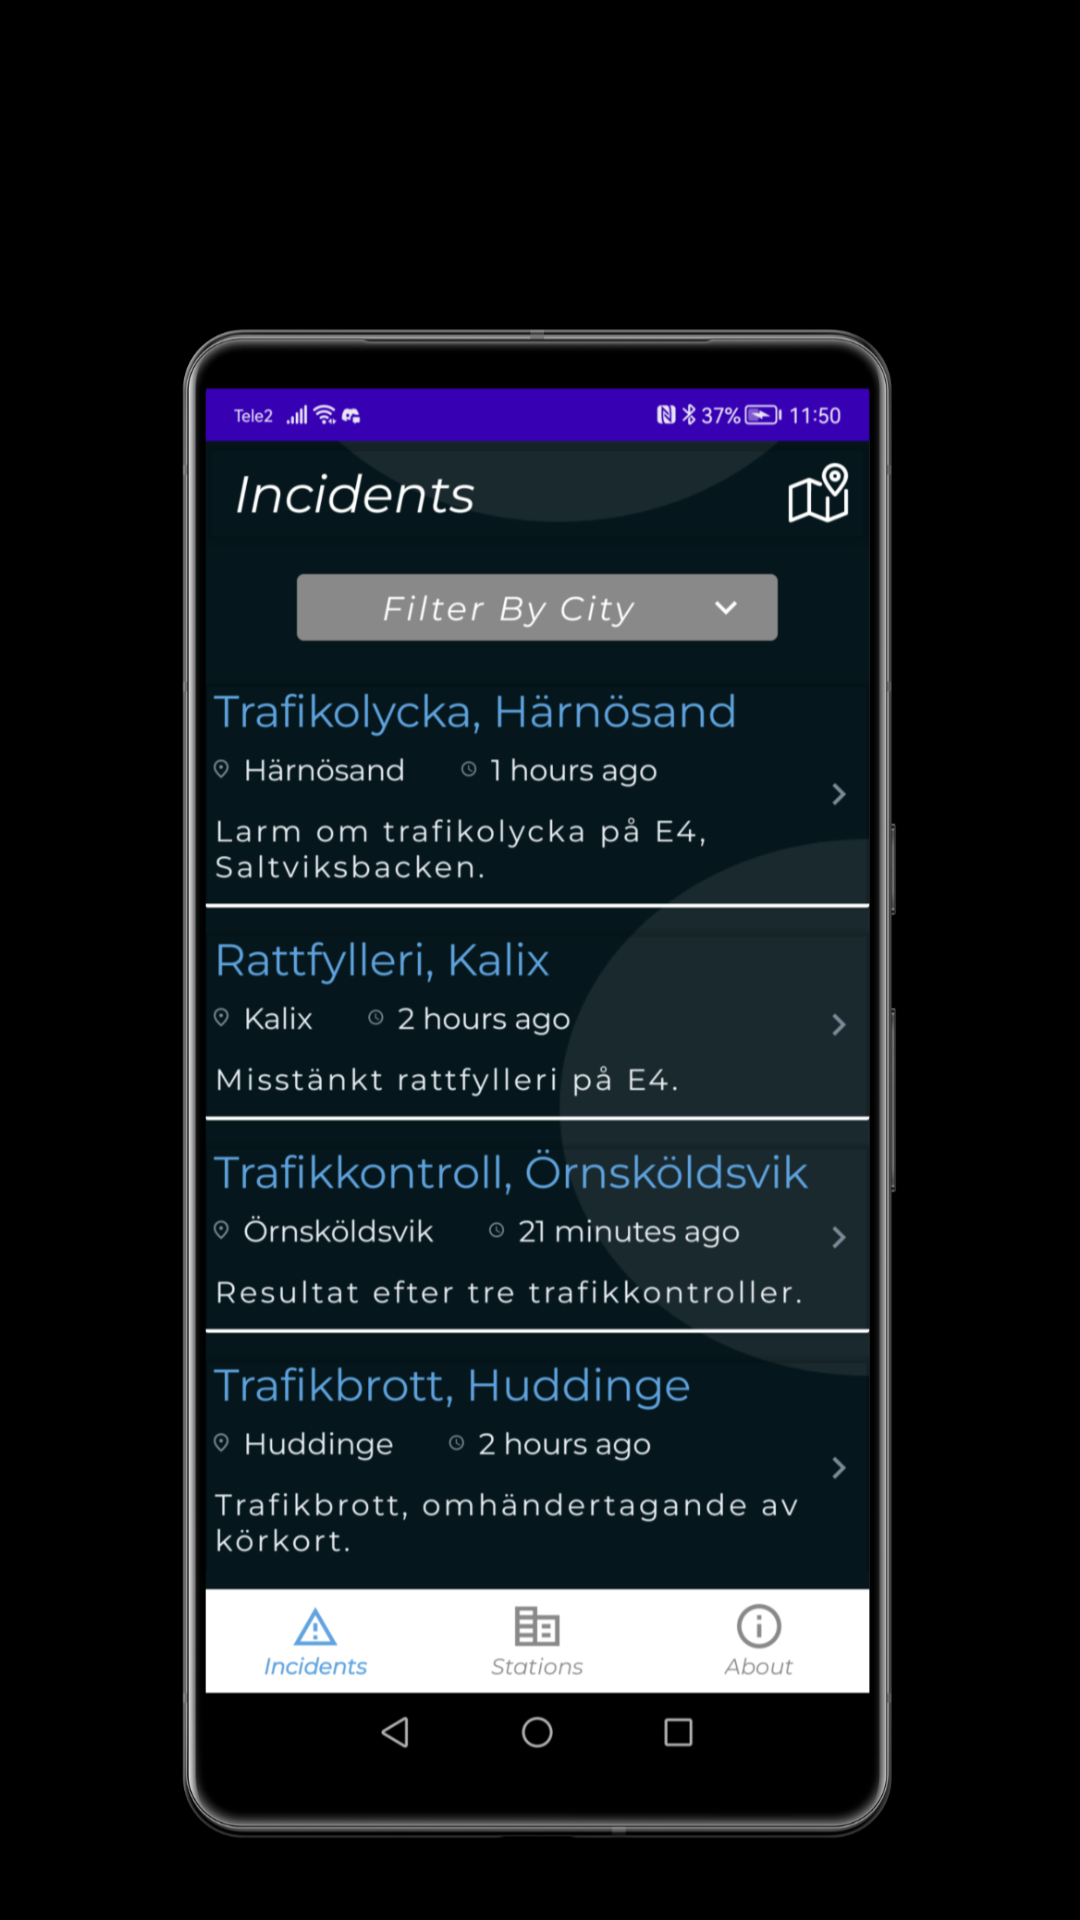 Tele2 37% 11:50
Incidents
Filter By City
Trafikolycka, Härnösand
Härnösand 1 hours ago
Larm om trafikolycka på E4,
Saltviksbacken.
Rattfylleri, Kalix
Kalix 2 hours ago
Misstänkt rattfylleri på E4.
Trafikkontroll, Örnsköldsvik
Örnsköldsvik 21 minutes ago
Resultat efter tre trafikkontroller.
Trafikbrott, Huddinge
Huddinge 2 hours ago
Trafikbrott, omhändertagande av
körkort.
Incidents Stations About